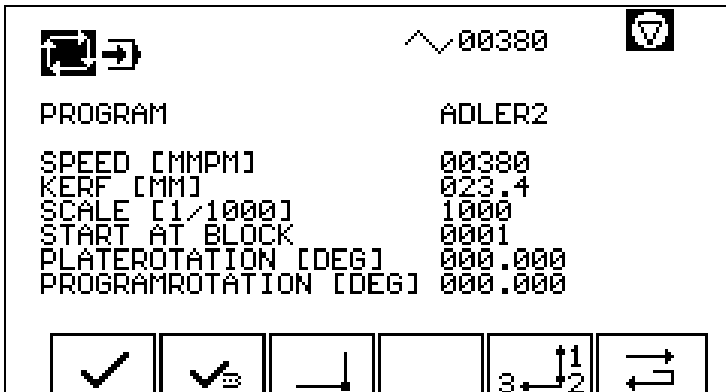 00380
PROGRAM ADLER2
SPEED [MMPM] 00380
KERF [MM] 023.4
SCALE [1/1000] 1000
START AT BLOCK 0001
PLATEROTATION [DEG] 000.000
PROGRAMROTATION [DEG] 000.000
1
3 2